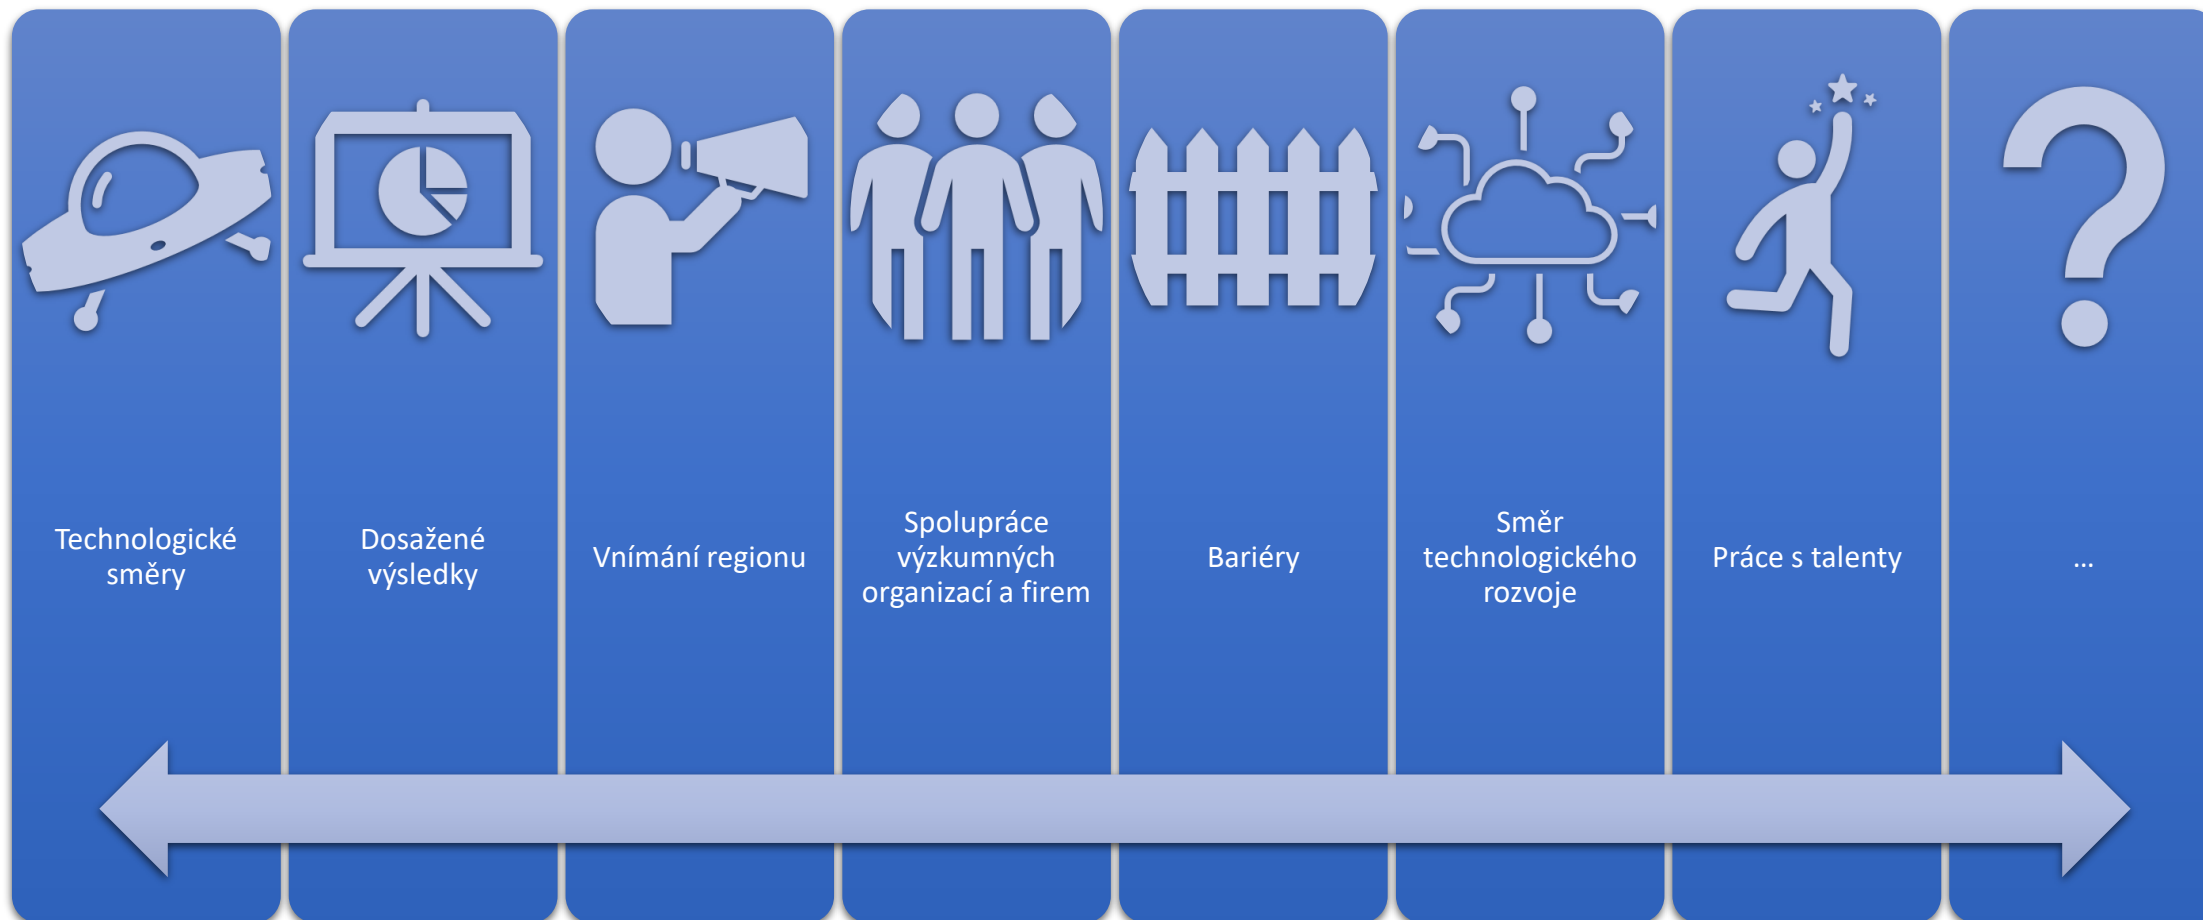 Technologické
směry
Dosažené
výsledky
Vnímání regionu
Spolupráce
výzkumných
organizací a firem
Bariéry
Směr
technologického
rozvoje
Práce s talenty
...